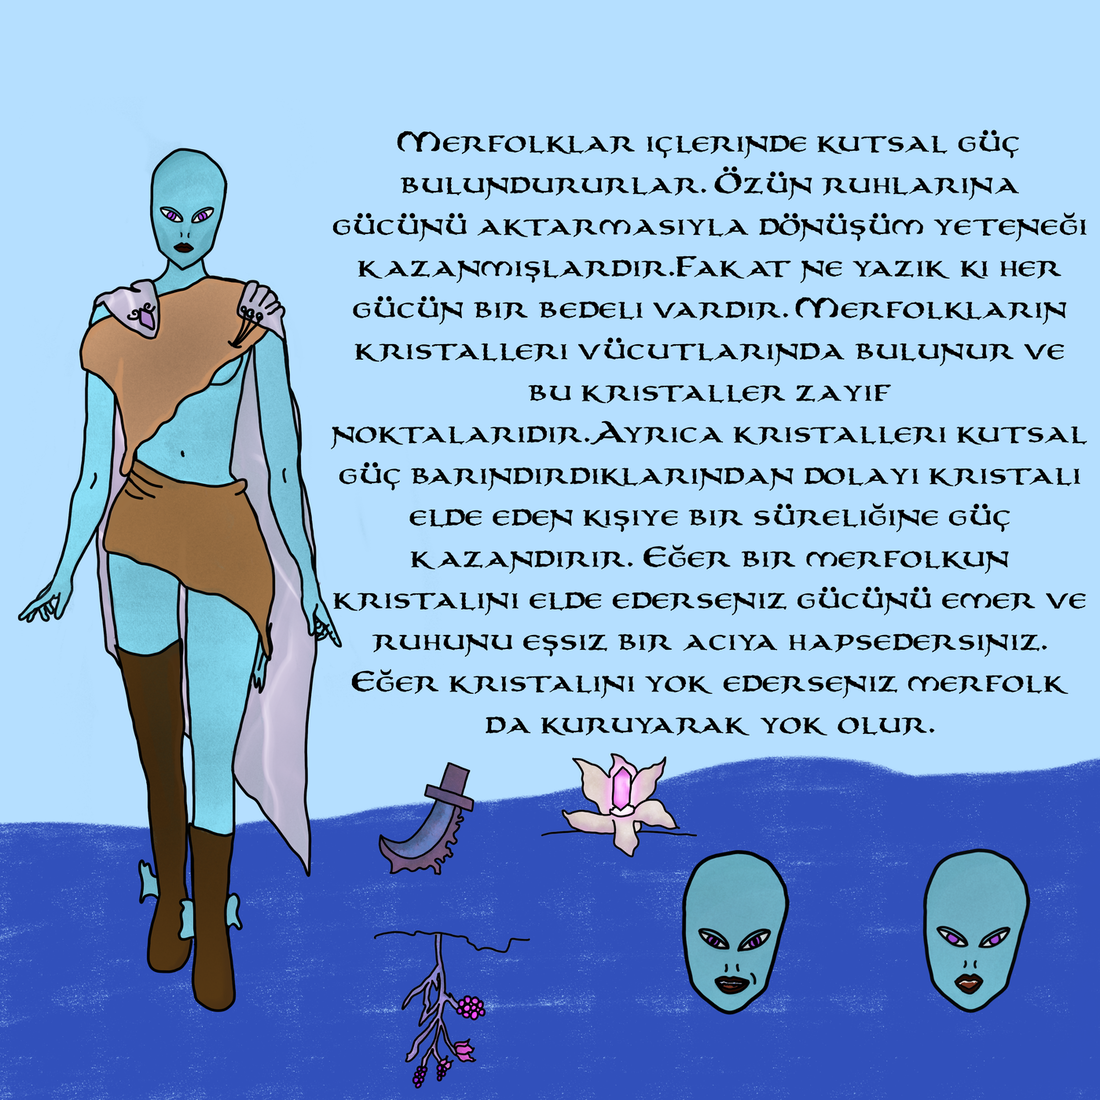 Merfolklar içlerinde kutsal güç
bulundururlar. Özün ruhlarına
gücünü aktarmasıyla dönüşüm yeteneği
kazanmışlardır.Fakat ne yazık ki her
gücün bir bedeli vardır. Merfolkların
kristalleri vücutlarında bulunur ve
bu kristaller zayıf
noktalarıdır.Ayrıca kristalleri kutsal
güç barındırdıklarından dolayı kristali
elde eden kişiye bir süreliğine güç
kazandırır. Eğer bir merfolkun
kristalini elde ederseniz gücünü emer ve
ruhunu eşsiz bir acıya hapsedersiniz.
Eğer kristalini yok ederseniz merfolk
da kuruyarak yok olur.